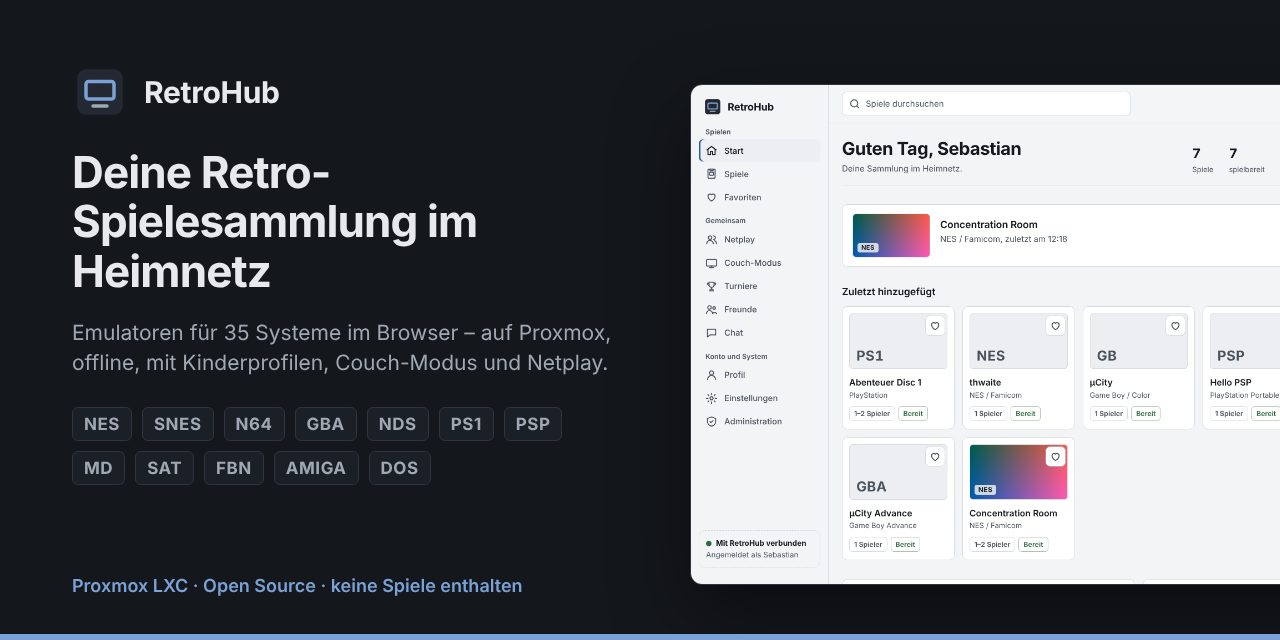 RetroHub
Deine Retro-
Spielesammlung im
Heimnetz
Emulatoren für 35 Systeme im Browser – auf Proxmox,
offline, mit Kinderprofilen, Couch-Modus und Netplay.
NES SNES N64 GBA NDS PS1 PSP
MD SAT FBN AMIGA DOS
Proxmox LXC · Open Source · keine Spiele enthalten
RetroHub
Spielen
Start
Spiele
Favoriten
Gemeinsam
Netplay
Couch-Modus
Turniere
Freunde
Chat
Konto und System
Profil
Einstellungen
Administration
Mit RetroHub verbunden
Angemeldet als Sebastian
Spiele durchsuchen
Guten Tag, Sebastian
Deine Sammlung im Heimnetz.
7 7
Spiele spielbereit
NES
Concentration Room
NES / Famicom, zuletzt am 12:18
Zuletzt hinzugefügt
PS1
Abenteuer Disc 1
PlayStation
1–2 Spieler Bereit
NES
thwaite
NES / Famicom
1 Spieler Bereit
GB
µCity
Game Boy / Color
1 Spieler Bereit
PSP
Hello PSP
PlayStation Portable
1 Spieler Bereit
GBA
µCity Advance
Game Boy Advance
1 Spieler Bereit
NES
Concentration Room
NES / Famicom
1–2 Spieler Bereit